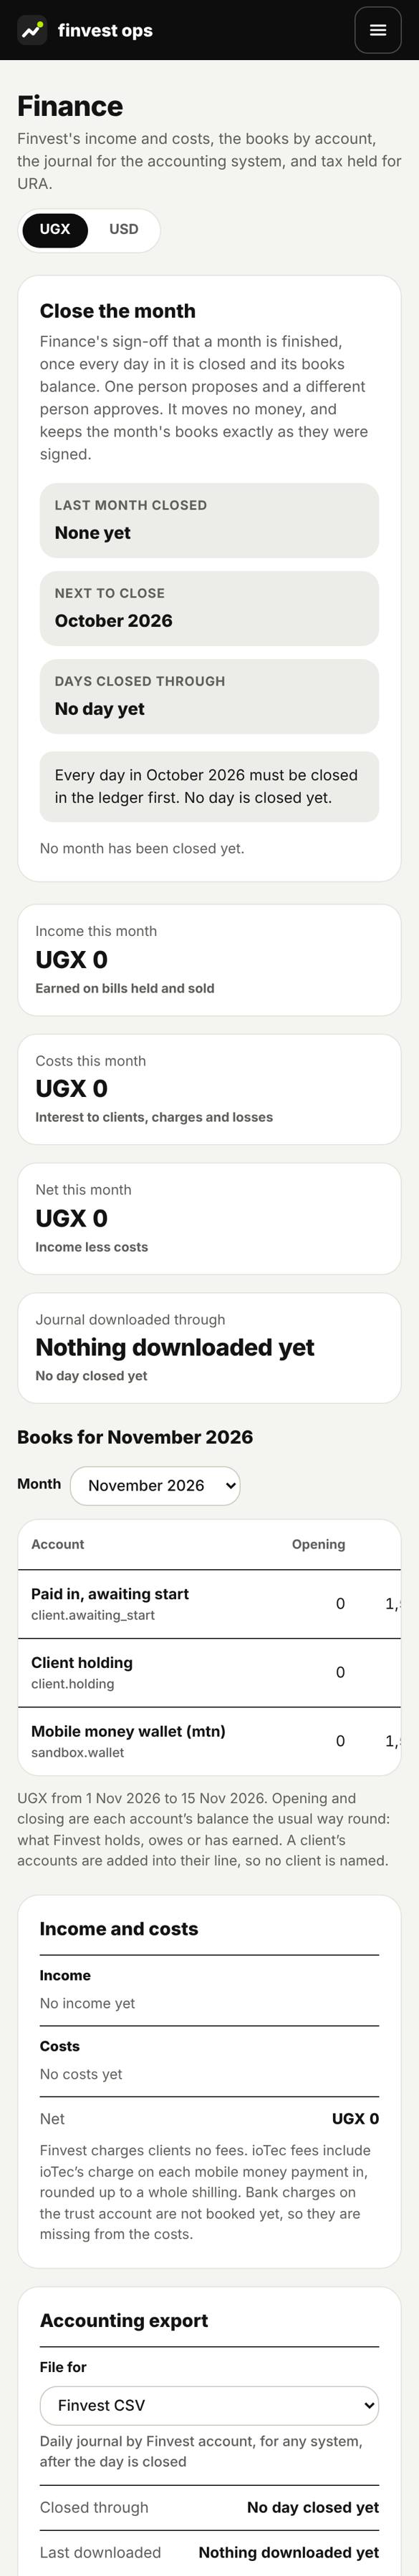 finvest ops
Finance
Finvest's income and costs, the books by account,
the journal for the accounting system, and tax held for
URA.
UGX USD
Close the month
Finance's sign-off that a month is finished,
once every day in it is closed and its books
balance. One person proposes and a different
person approves. It moves no money, and
keeps the month's books exactly as they were
signed.
LAST MONTH CLOSED
None yet
NEXT TO CLOSE
October 2026
DAYS CLOSED THROUGH
No day yet
Every day in October 2026 must be closed
in the ledger first. No day is closed yet.
No month has been closed yet.
Income this month
UGX 0
Earned on bills held and sold
Costs this month
UGX 0
Interest to clients, charges and losses
Net this month
UGX 0
Income less costs
Journal downloaded through
Nothing downloaded yet
No day closed yet
Books for November 2026
Month November 2026
Account Opening
Paid in, awaiting start
client.awaiting_start
0 1,
Client holding
client.holding
0
Mobile money wallet (mtn)
sandbox.wallet
0 1,
UGX from 1 Nov 2026 to 15 Nov 2026. Opening and
closing are each account’s balance the usual way round:
what Finvest holds, owes or has earned. A client’s
accounts are added into their line, so no client is named.
Income and costs
Income
No income yet
Costs
No costs yet
Net UGX 0
Finvest charges clients no fees. ioTec fees include
ioTec’s charge on each mobile money payment in,
rounded up to a whole shilling. Bank charges on
the trust account are not booked yet, so they are
missing from the costs.
Accounting export
File for
Finvest CSV
Daily journal by Finvest account, for any system,
after the day is closed
Closed through No day closed yet
Last downloaded Nothing downloaded yet